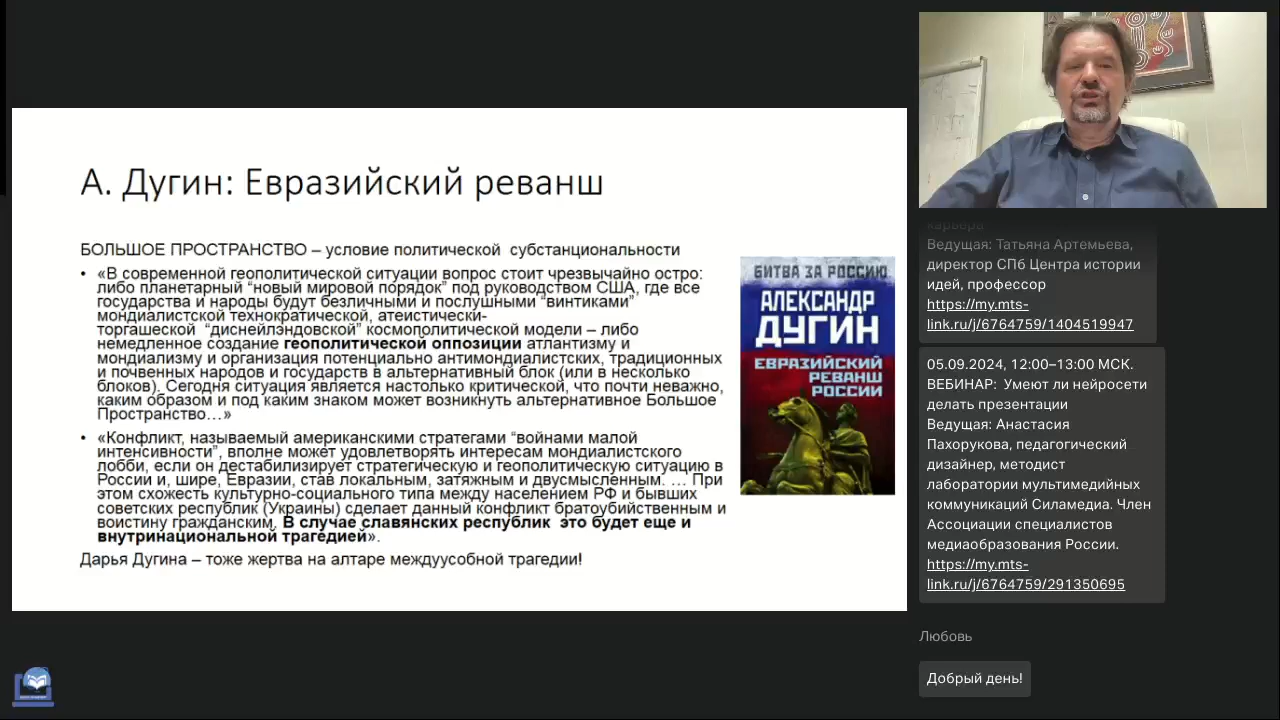 А. Дугин: Евразийский реванш
БОЛЬШОЕ ПРОСТРАНСТВО – условие политической субстанциональности
• «В современной геополитической ситуации вопрос стоит чрезвычайно остро:
либо планетарный “новый мировой порядок” под руководством США, где все
государства и народы будут безличными и послушными “винтиками”
мондиалистской технократической, атеистически-
торгашеской “диснейлэндовской” космополитической модели – либо
немедленное создание геополитической оппозиции атлантизму и
мондиализму и организация потенциально антимондиалистских, традиционных
и почвенных народов и государств в альтернативный блок (или в несколько
блоков). Сегодня ситуация является настолько критической, что почти неважно,
каким образом и под каким знаком может возникнуть альтернативное Большое
Пространство…»
• «Конфликт, называемый американскими стратегами “войнами малой
интенсивности”, вполне может удовлетворять интересам мондиалистского
лобби, если он дестабилизирует стратегическую и геополитическую ситуацию в
России и, шире, Евразии, став локальным, затяжным и двусмысленным. … При
этом схожесть культурно-социального типа между населением РФ и бывших
советских республик (Украины) сделает данный конфликт братоубийственным и
воистину гражданским. В случае славянских республик это будет еще и
внутринациональной трагедией».
Дарья Дугина – тоже жертва на алтаре междуусобной трагедии!
БИТВА ЗА РОССИЮ
АЛЕКСАНДР
ДУГИН
ЕВРАЗИЙСКИЙ
РЕВАНШ
РОССИИ
карьера
Ведущая: Татьяна Артемьева,
директор СПб Центра истории
идей, профессор
https://my.mts-
link.ru/j/6764759/1404519947
05.09.2024, 12:00–13:00 МСК.
ВЕБИНАР: Умеют ли нейросети
делать презентации
Ведущая: Анастасия
Пахорукова, педагогический
дизайнер, методист
лаборатории мультимедийных
коммуникаций Силамедиа. Член
Ассоциации специалистов
медиаобразования России.
https://my.mts-
link.ru/j/6764759/291350695
Любовь
Добрый день!